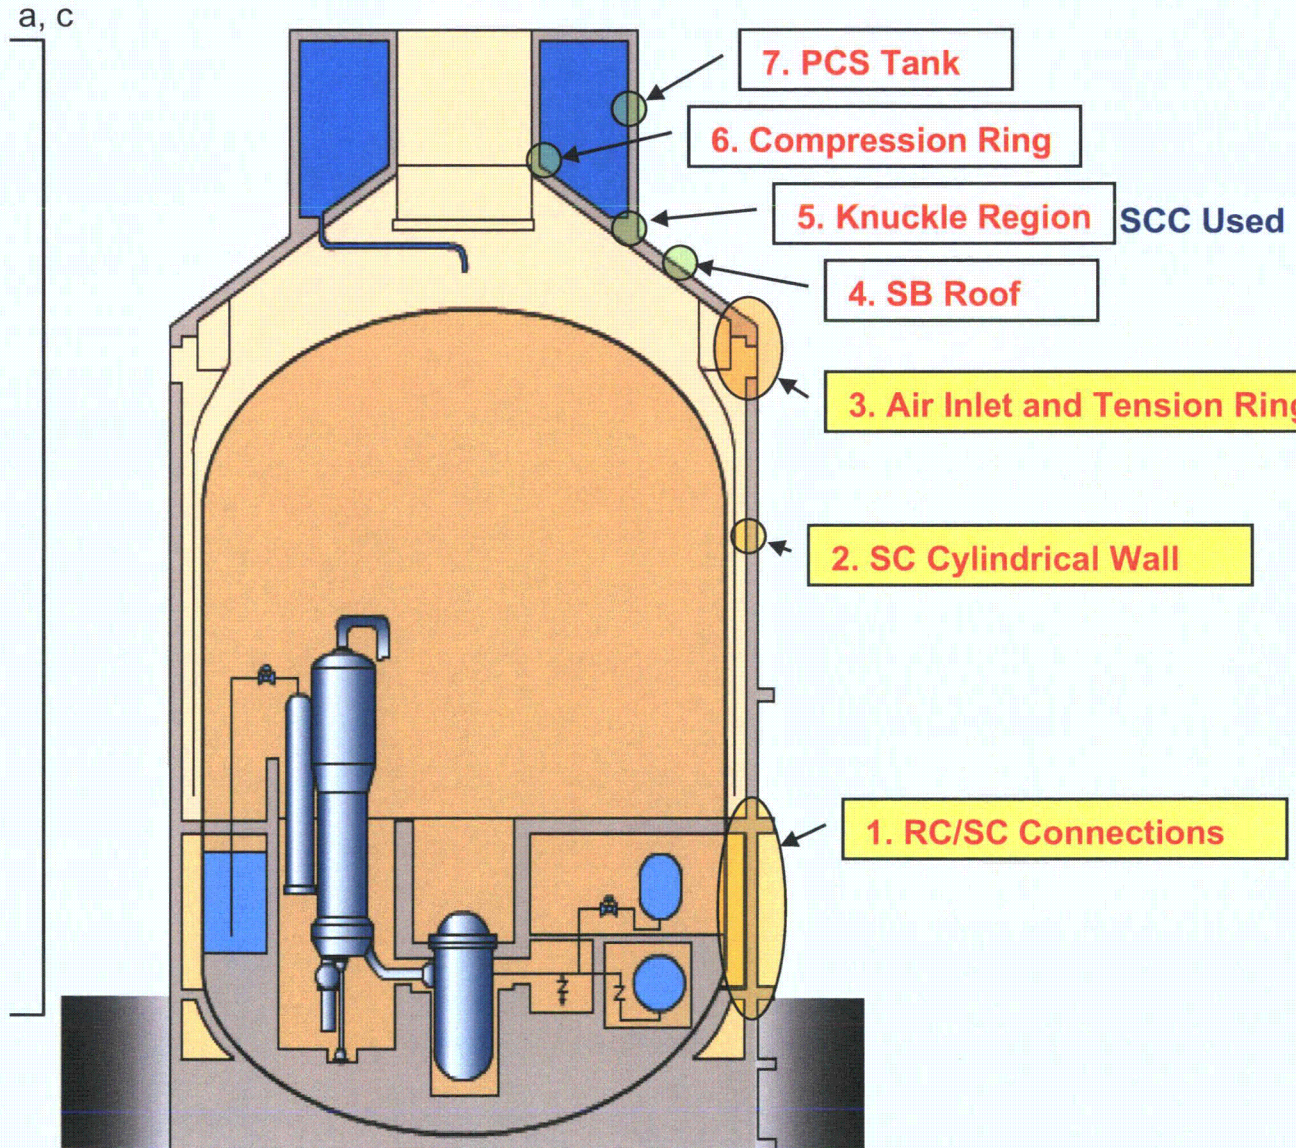 a, c
7. PCS Tank
6. Compression Ring
5. Knuckle Region SCC Used
4. SB Roof
3. Air Inlet and Tension Ring
2. SC Cylindrical Wall
1. RC/SC Connections